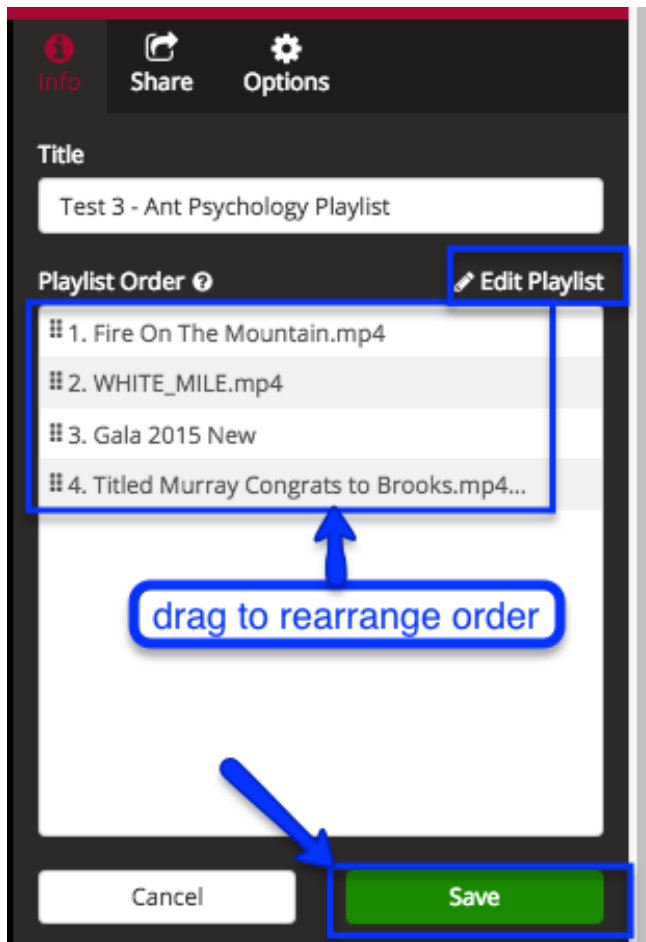 Info Share Options
Title
Test 3 - Ant Psychology Playlist
Playlist Order ? Edit Playlist
1. Fire On The Mountain.mp4
2. WHITE_MILE.mp4
3. Gala 2015 New
4. Titled Murray Congrats to Brooks.mp4...
drag to rearrange order
Cancel Save